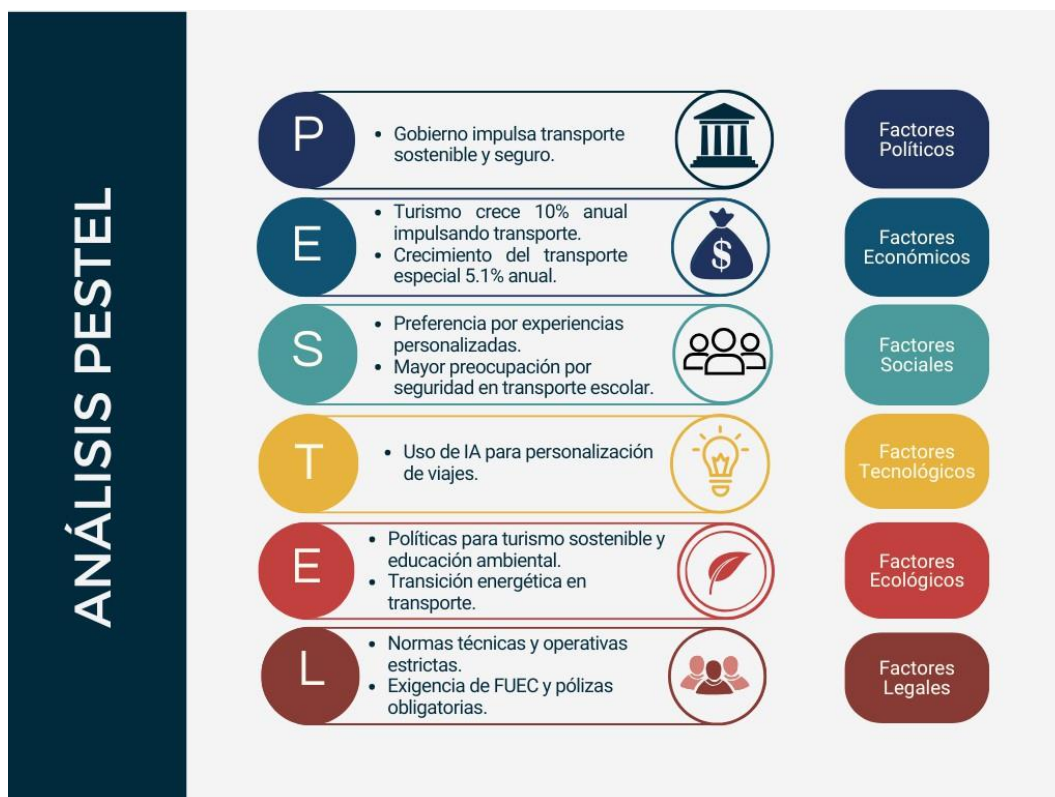 ANÁLISIS PESTEL
P
• Gobierno impulsa transporte
sostenible y seguro.
Factores
Políticos
E
• Turismo crece 10% anual
impulsando transporte.
• Crecimiento del transporte
especial 5.1% anual.
$
Factores
Económicos
S
• Preferencia por experiencias
personalizadas.
• Mayor preocupación por
seguridad en transporte escolar.
Factores
Sociales
T
• Uso de IA para personalización
de viajes.
Factores
Tecnológicos
E
• Políticas para turismo sostenible y
educación ambiental.
• Transición energética en
transporte.
Factores
Ecológicos
L
• Normas técnicas y operativas
estrictas.
• Exigencia de FUEC y pólizas
obligatorias.
Factores
Legales